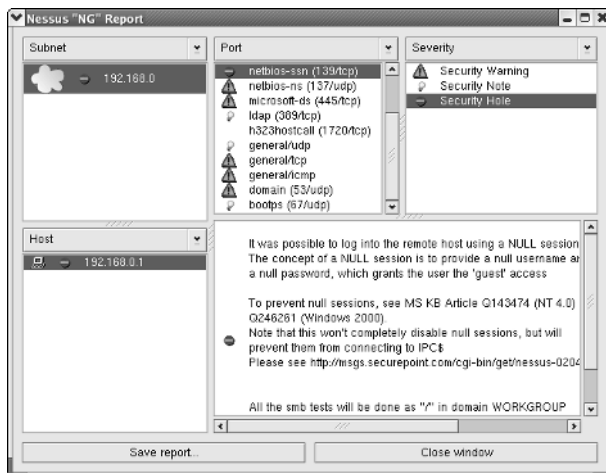 Nessus "NG" Report
Subnet
192.168.0
Port
netbios-ssn (139/tcp)
netbios-ns (137/udp)
microsoft-ds (445/tcp)
ldap (389/tcp)
h323hostcall (1720/tcp)
general/udp
general/tcp
general/icmp
domain (53/udp)
bootps (67/udp)
Severity
Security Warning
Security Note
Security Hole
Host
192.168.0.1
It was possible to log into the remote host using a NULL session
The concept of a NULL session is to provide a null username
a null password, which grants the user the 'guest' access
To prevent null sessions, see MS KB Article Q143474 (NT 4.0)
Q246261 (Windows 2000).
Note that this won't completely disable null sessions, but will
prevent them from connecting to IPC$
Please see http://msgs.securepoint.com/cgi-bin/get/nessus-0204
All the smb tests will be done as ''/'' in domain WORKGROUP
Save report...
Close window